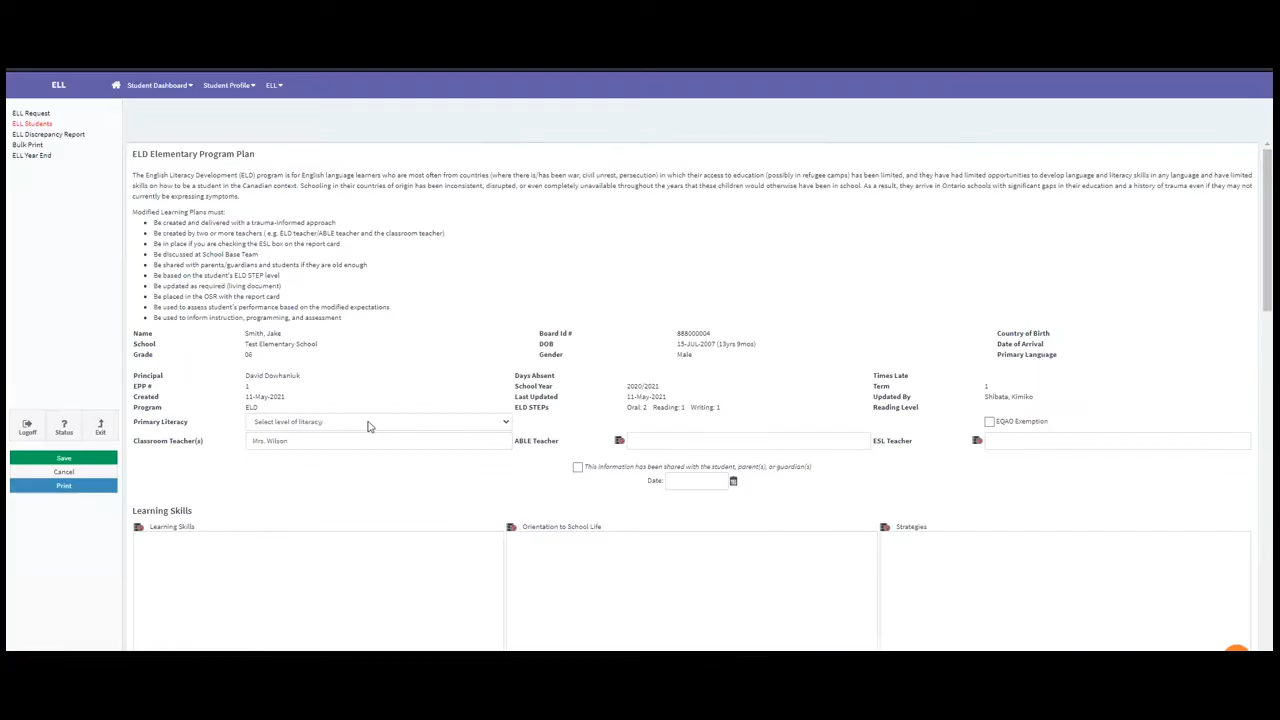 ELL
Student Dashboard
Student Profile
ELL
ELL Request
ELL Students
ELL Discrepancy Report
Bulk Print
ELL Year End
Logoff
Status
Exit
Save
Cancel
Print
ELD Elementary Program Plan
The English Literacy Development (ELD) program is for English language learners who are most often from countries (where there is/has been war, civil unrest, persecution) in which their access to education (possibly in refugee camps) has been limited, and they have had limited opportunities to develop language and literacy skills in any language and have limited
skills on how to be a student in the Canadian context. Schooling in their countries of origin has been inconsistent, disrupted, or even completely unavailable throughout the years that these children would otherwise have been in school. As a result, they arrive in Ontario schools with significant gaps in their education and a history of trauma even if they may not
currently be expressing symptoms.
Modified Learning Plans must:
Be created and delivered with a trauma-informed approach
Be created by two or more teachers ( e.g. ELD teacher/ABLE teacher and the classroom teacher)
Be in place if you are checking the ESL box on the report card
Be discussed at School Base Team
Be shared with parents/guardians and students if they are old enough
Be based on the student's ELD STEP level
Be updated as required (living document)
Be placed in the OSR with the report card
Be used to assess student's performance based on the modified expectations
Be used to inform instruction, programming, and assessment
Name Smith, Jake Board Id # 888000004 Country of Birth
School Test Elementary School DOB 15-JUL-2007 (13yrs 9mos) Date of Arrival
Grade 06 Gender Male Primary Language
Principal David Dowhaniuk Days Absent Times Late
EPP # 1 School Year 2020/2021 Term 1
Created 11-May-2021 Last Updated 11-May-2021 Updated By Shibata, Kimiko
Program ELD ELD STEPs Oral: 2 Reading: 1 Writing: 1 Reading Level
Primary Literacy Select level of literacy EQAO Exemption
Classroom Teacher(s) Mrs. Wilson ABLE Teacher ESL Teacher
This information has been shared with the student, parent(s), or guardian(s)
Date:
Learning Skills
Learning Skills Orientation to School Life Strategies